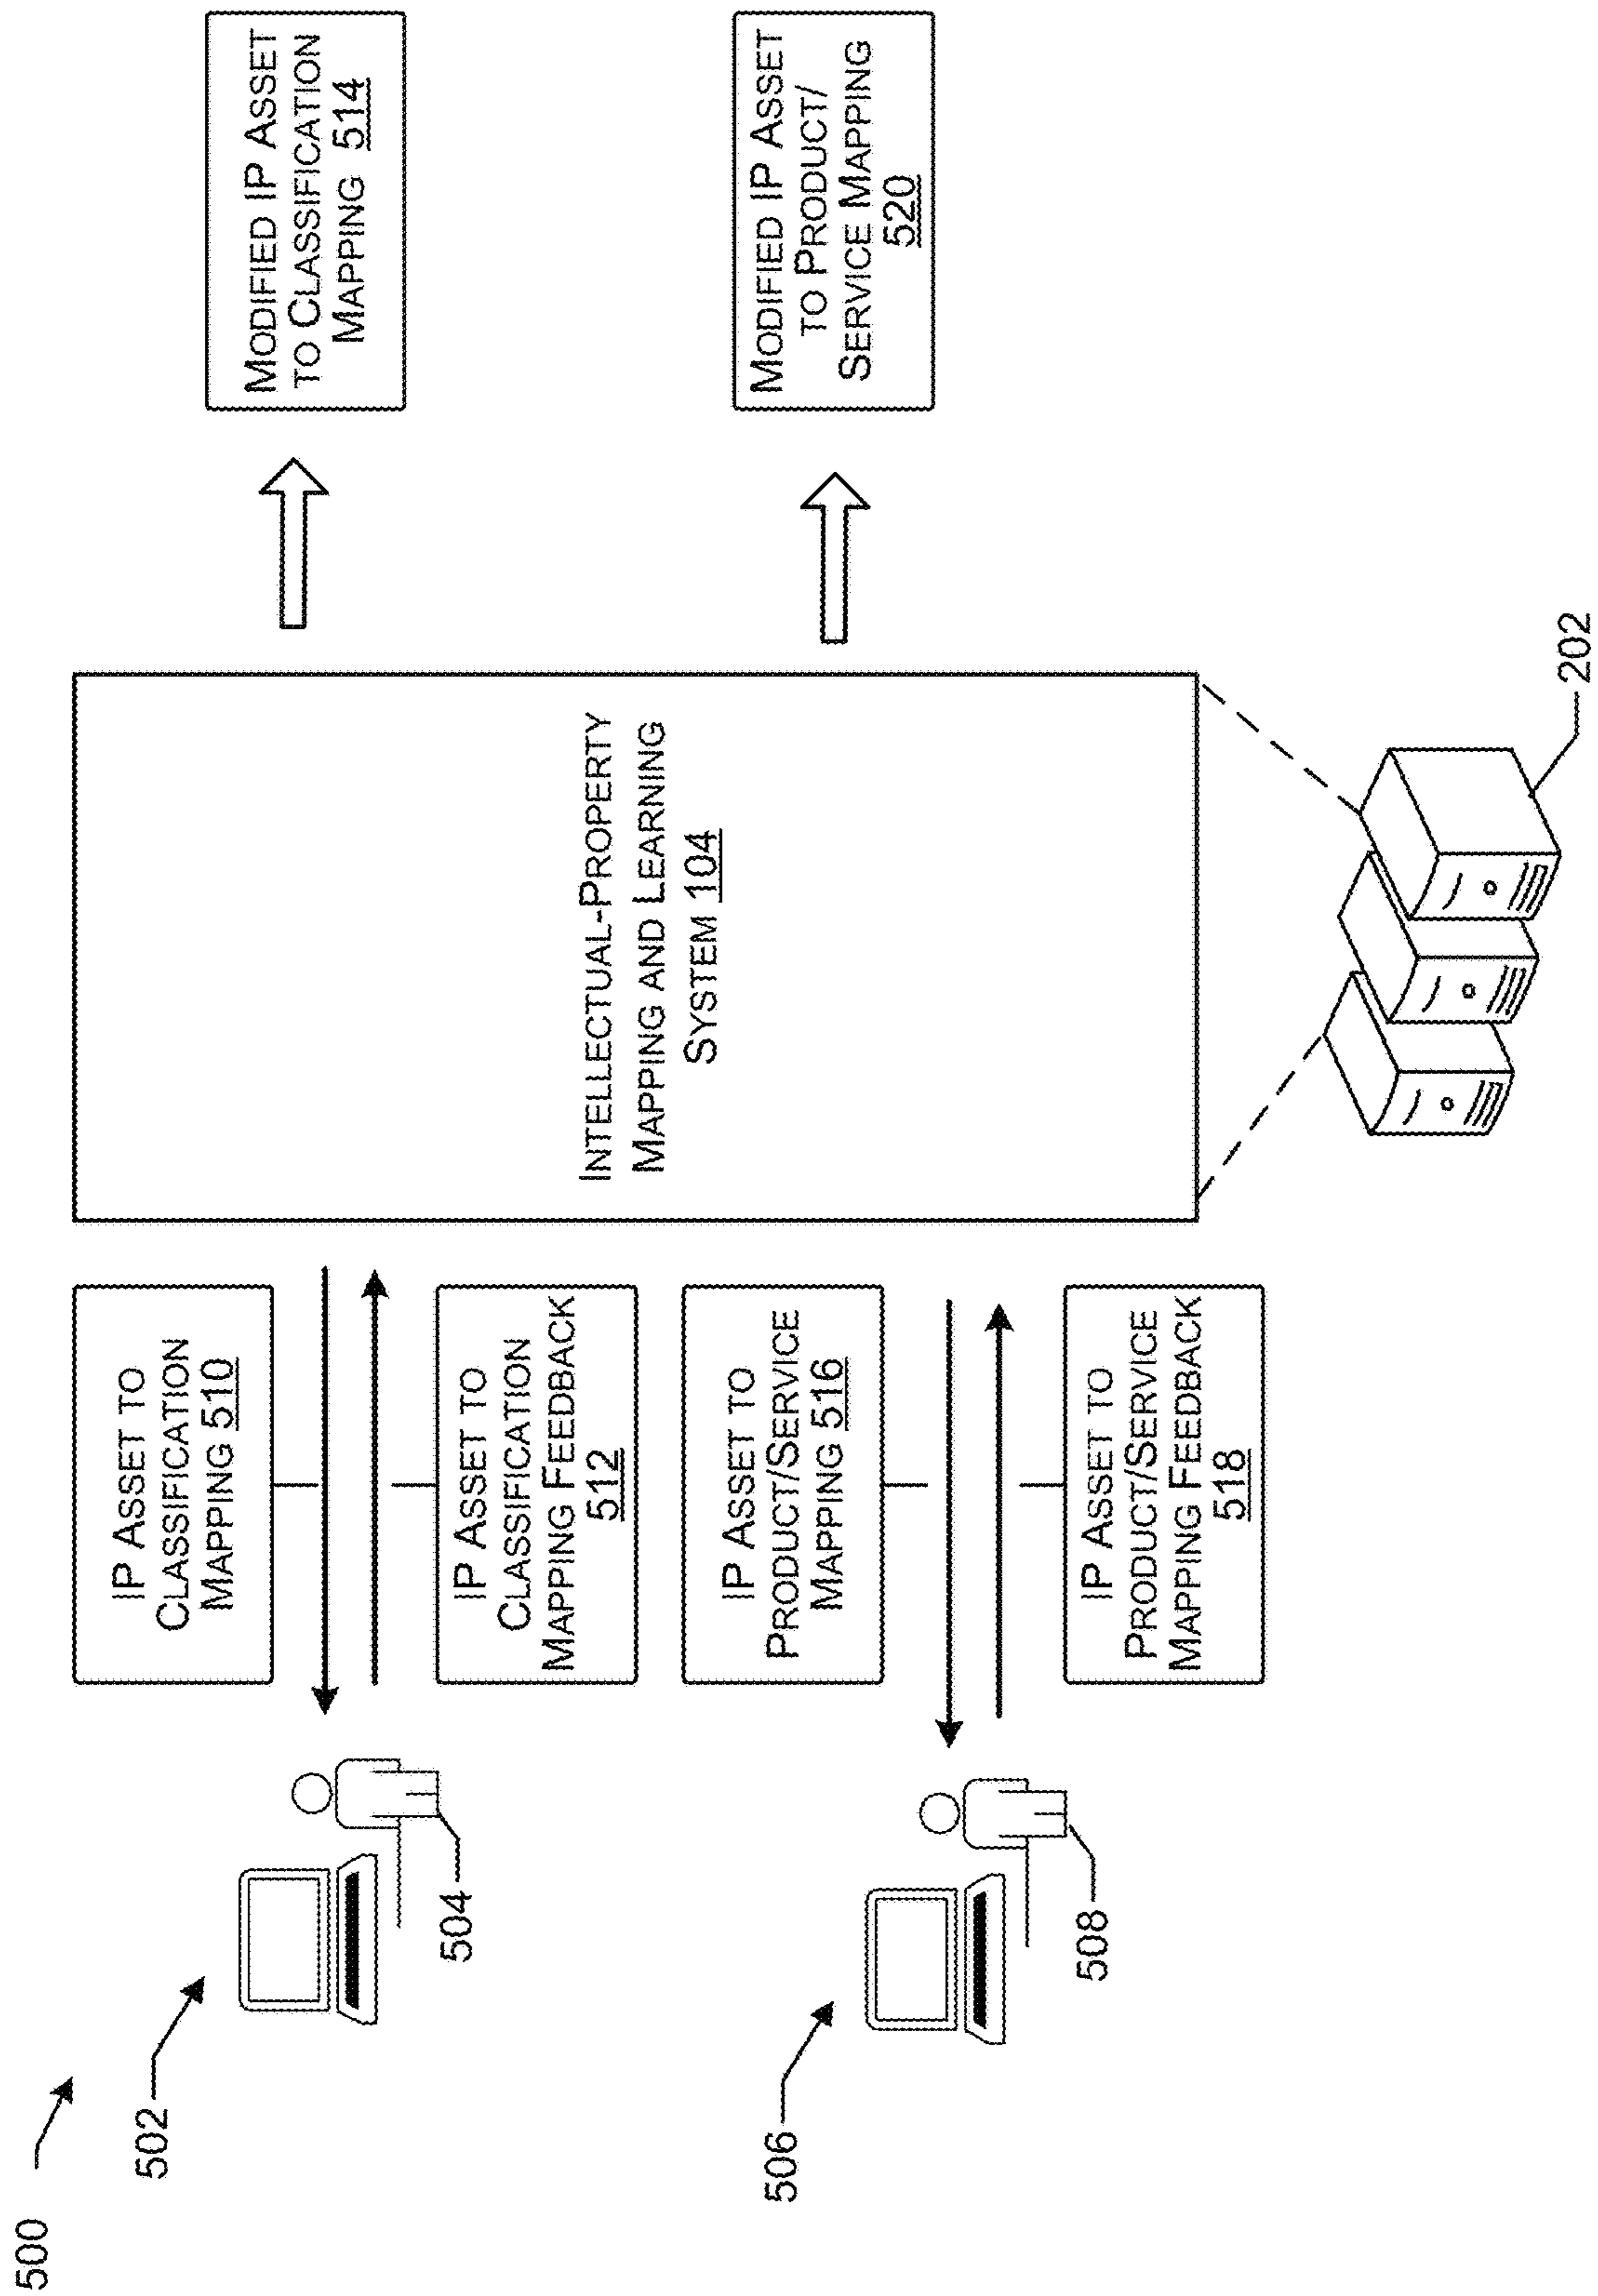 500
502
504
IP ASSET TO
CLASSIFICATION
MAPPING 510
IP ASSET TO
CLASSIFICATION
MAPPING FEEDBACK
512
506
508
IP ASSET TO
PRODUCT/SERVICE
MAPPING 516
IP ASSET TO
PRODUCT/SERVICE
MAPPING FEEDBACK
518
INTELLECTUAL-PROPERTY
MAPPING AND LEARNING
SYSTEM 104
202
MODIFIED IP ASSET
TO CLASSIFICATION
MAPPING 514
MODIFIED IP ASSET
TO PRODUCT/
SERVICE MAPPING
520